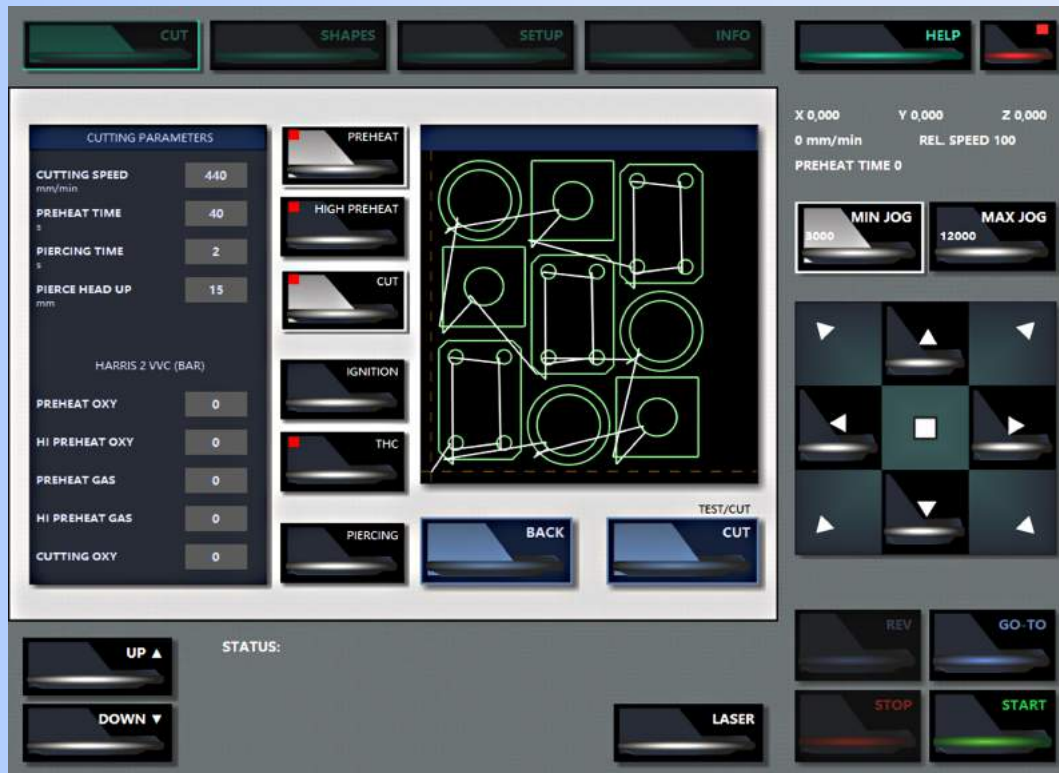 CUT
SHAPES
SETUP
INFO
HELP
X 0,000 Y 0,000 Z 0,000
0 mm/min REL. SPEED 100
PREHEAT TIME 0
CUTTING PARAMETERS
CUTTING SPEED 440
mm/min
PREHEAT TIME 40
s
PIERCING TIME 2
s
PIERCE HEAD UP 15
mm
HARRIS 2 VVC (BAR)
PREHEAT OXY 0
HI PREHEAT OXY 0
PREHEAT GAS 0
HI PREHEAT GAS 0
CUTTING OXY 0
PREHEAT
HIGH PREHEAT
CUT
IGNITION
THC
PIERCING
BACK
TEST/CUT
CUT
MIN JOG
3000
MAX JOG
12000
REV
GO-TO
STOP
START
UP ▲
DOWN ▼
STATUS:
LASER